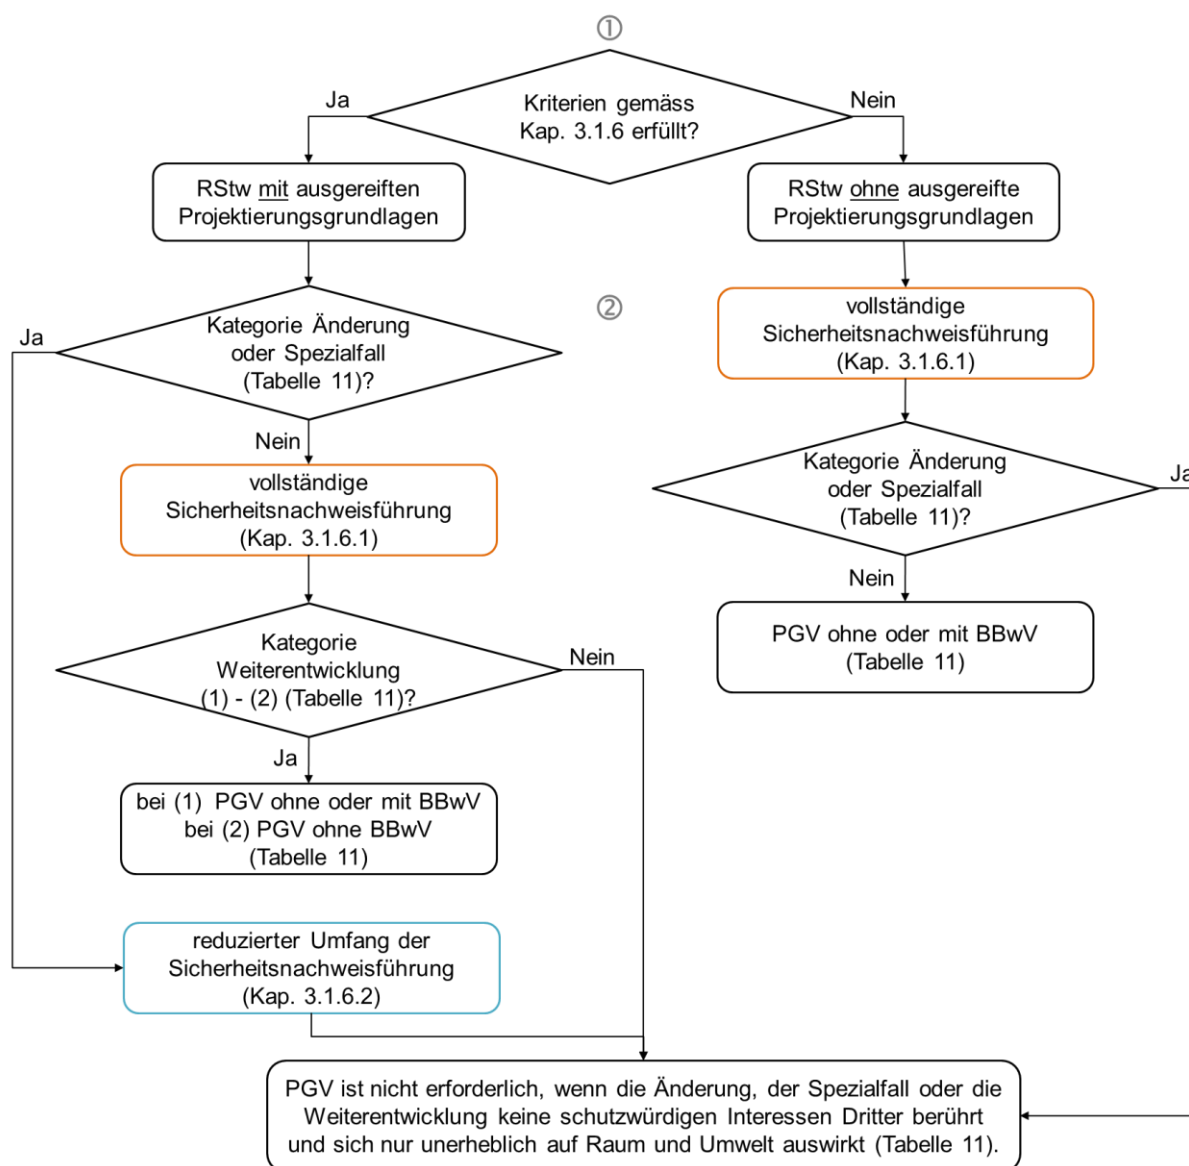 ①
Kriterien gemäss
Kap. 3.1.6 erfüllt?
Ja
Nein
RStw mit ausgereiften
Projektierungsgrundlagen
RStw ohne ausgereifte
Projektierungsgrundlagen
②
Kategorie Änderung
oder Spezialfall
(Tabelle 11)?
Ja
Nein
vollständige
Sicherheitsnachweisführung
(Kap. 3.1.6.1)
vollständige
Sicherheitsnachweisführung
(Kap. 3.1.6.1)
Kategorie Änderung
oder Spezialfall
(Tabelle 11)?
Ja
Nein
PGV ohne oder mit BBwV
(Tabelle 11)
Kategorie
Weiterentwicklung
(1) - (2) (Tabelle 11)?
Nein
Ja
bei (1) PGV ohne oder mit BBwV
bei (2) PGV ohne BBwV
(Tabelle 11)
reduzierter Umfang der
Sicherheitsnachweisführung
(Kap. 3.1.6.2)
PGV ist nicht erforderlich, wenn die Änderung, der Spezialfall oder die
Weiterentwicklung keine schutzwürdigen Interessen Dritter berührt
und sich nur unerheblich auf Raum und Umwelt auswirkt (Tabelle 11).